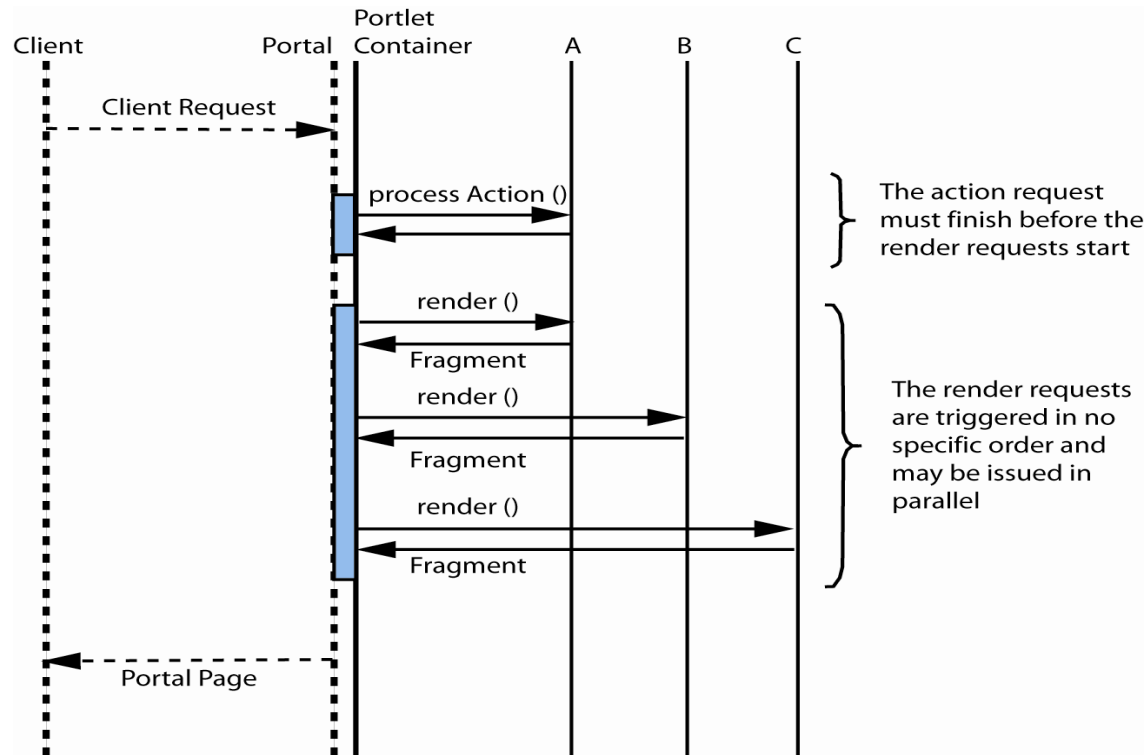 Client
Portal
Portlet
Container
A
B
C
Client Request
process Action ()
The action request
must finish before the
render requests start
render ()
Fragment
render ()
Fragment
render ()
Fragment
The render requests
are triggered in no
specific order and
may be issued in
parallel
Portal Page